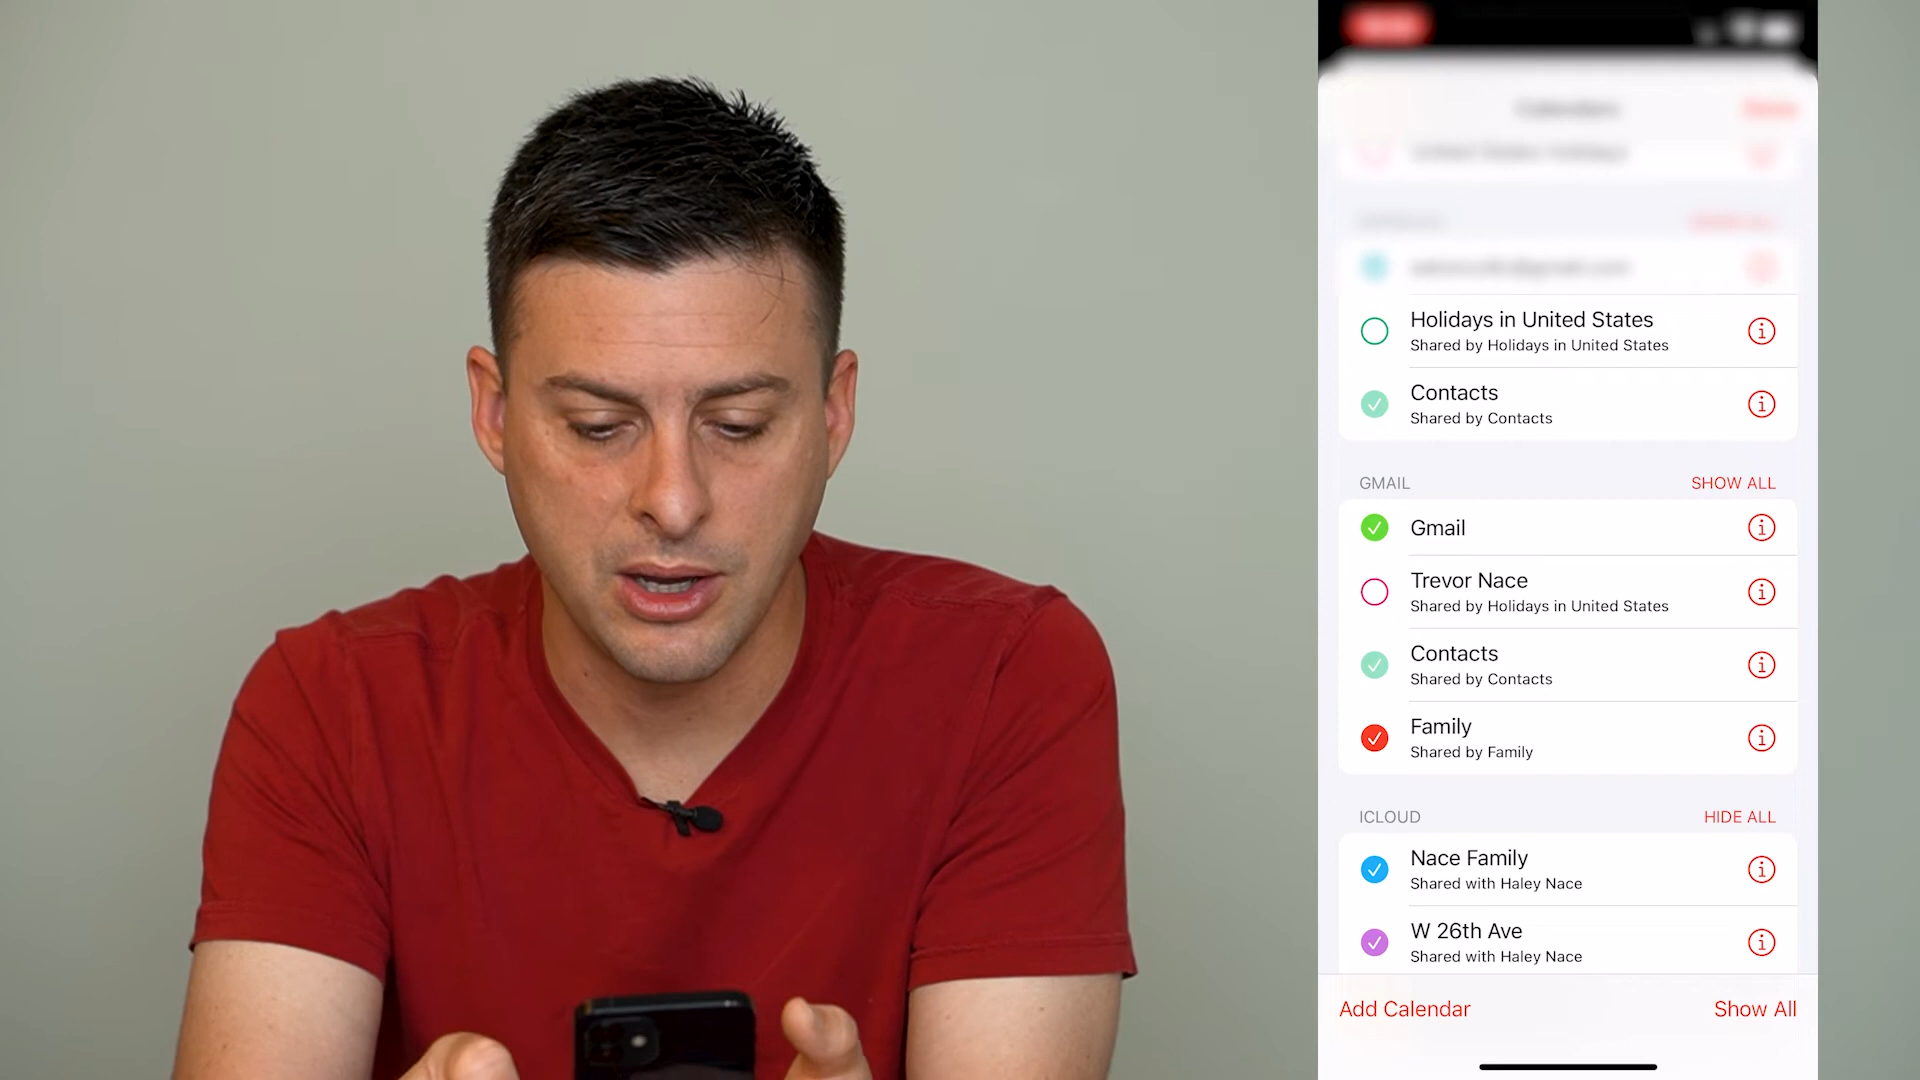 Holidays in United States
Shared by Holidays in United States
Contacts
Shared by Contacts
GMAIL SHOW ALL
Gmail
Trevor Nace
Shared by Holidays in United States
Contacts
Shared by Contacts
Family
Shared by Family
ICLOUD HIDE ALL
Nace Family
Shared with Haley Nace
W 26th Ave
Shared with Haley Nace
Add Calendar Show All